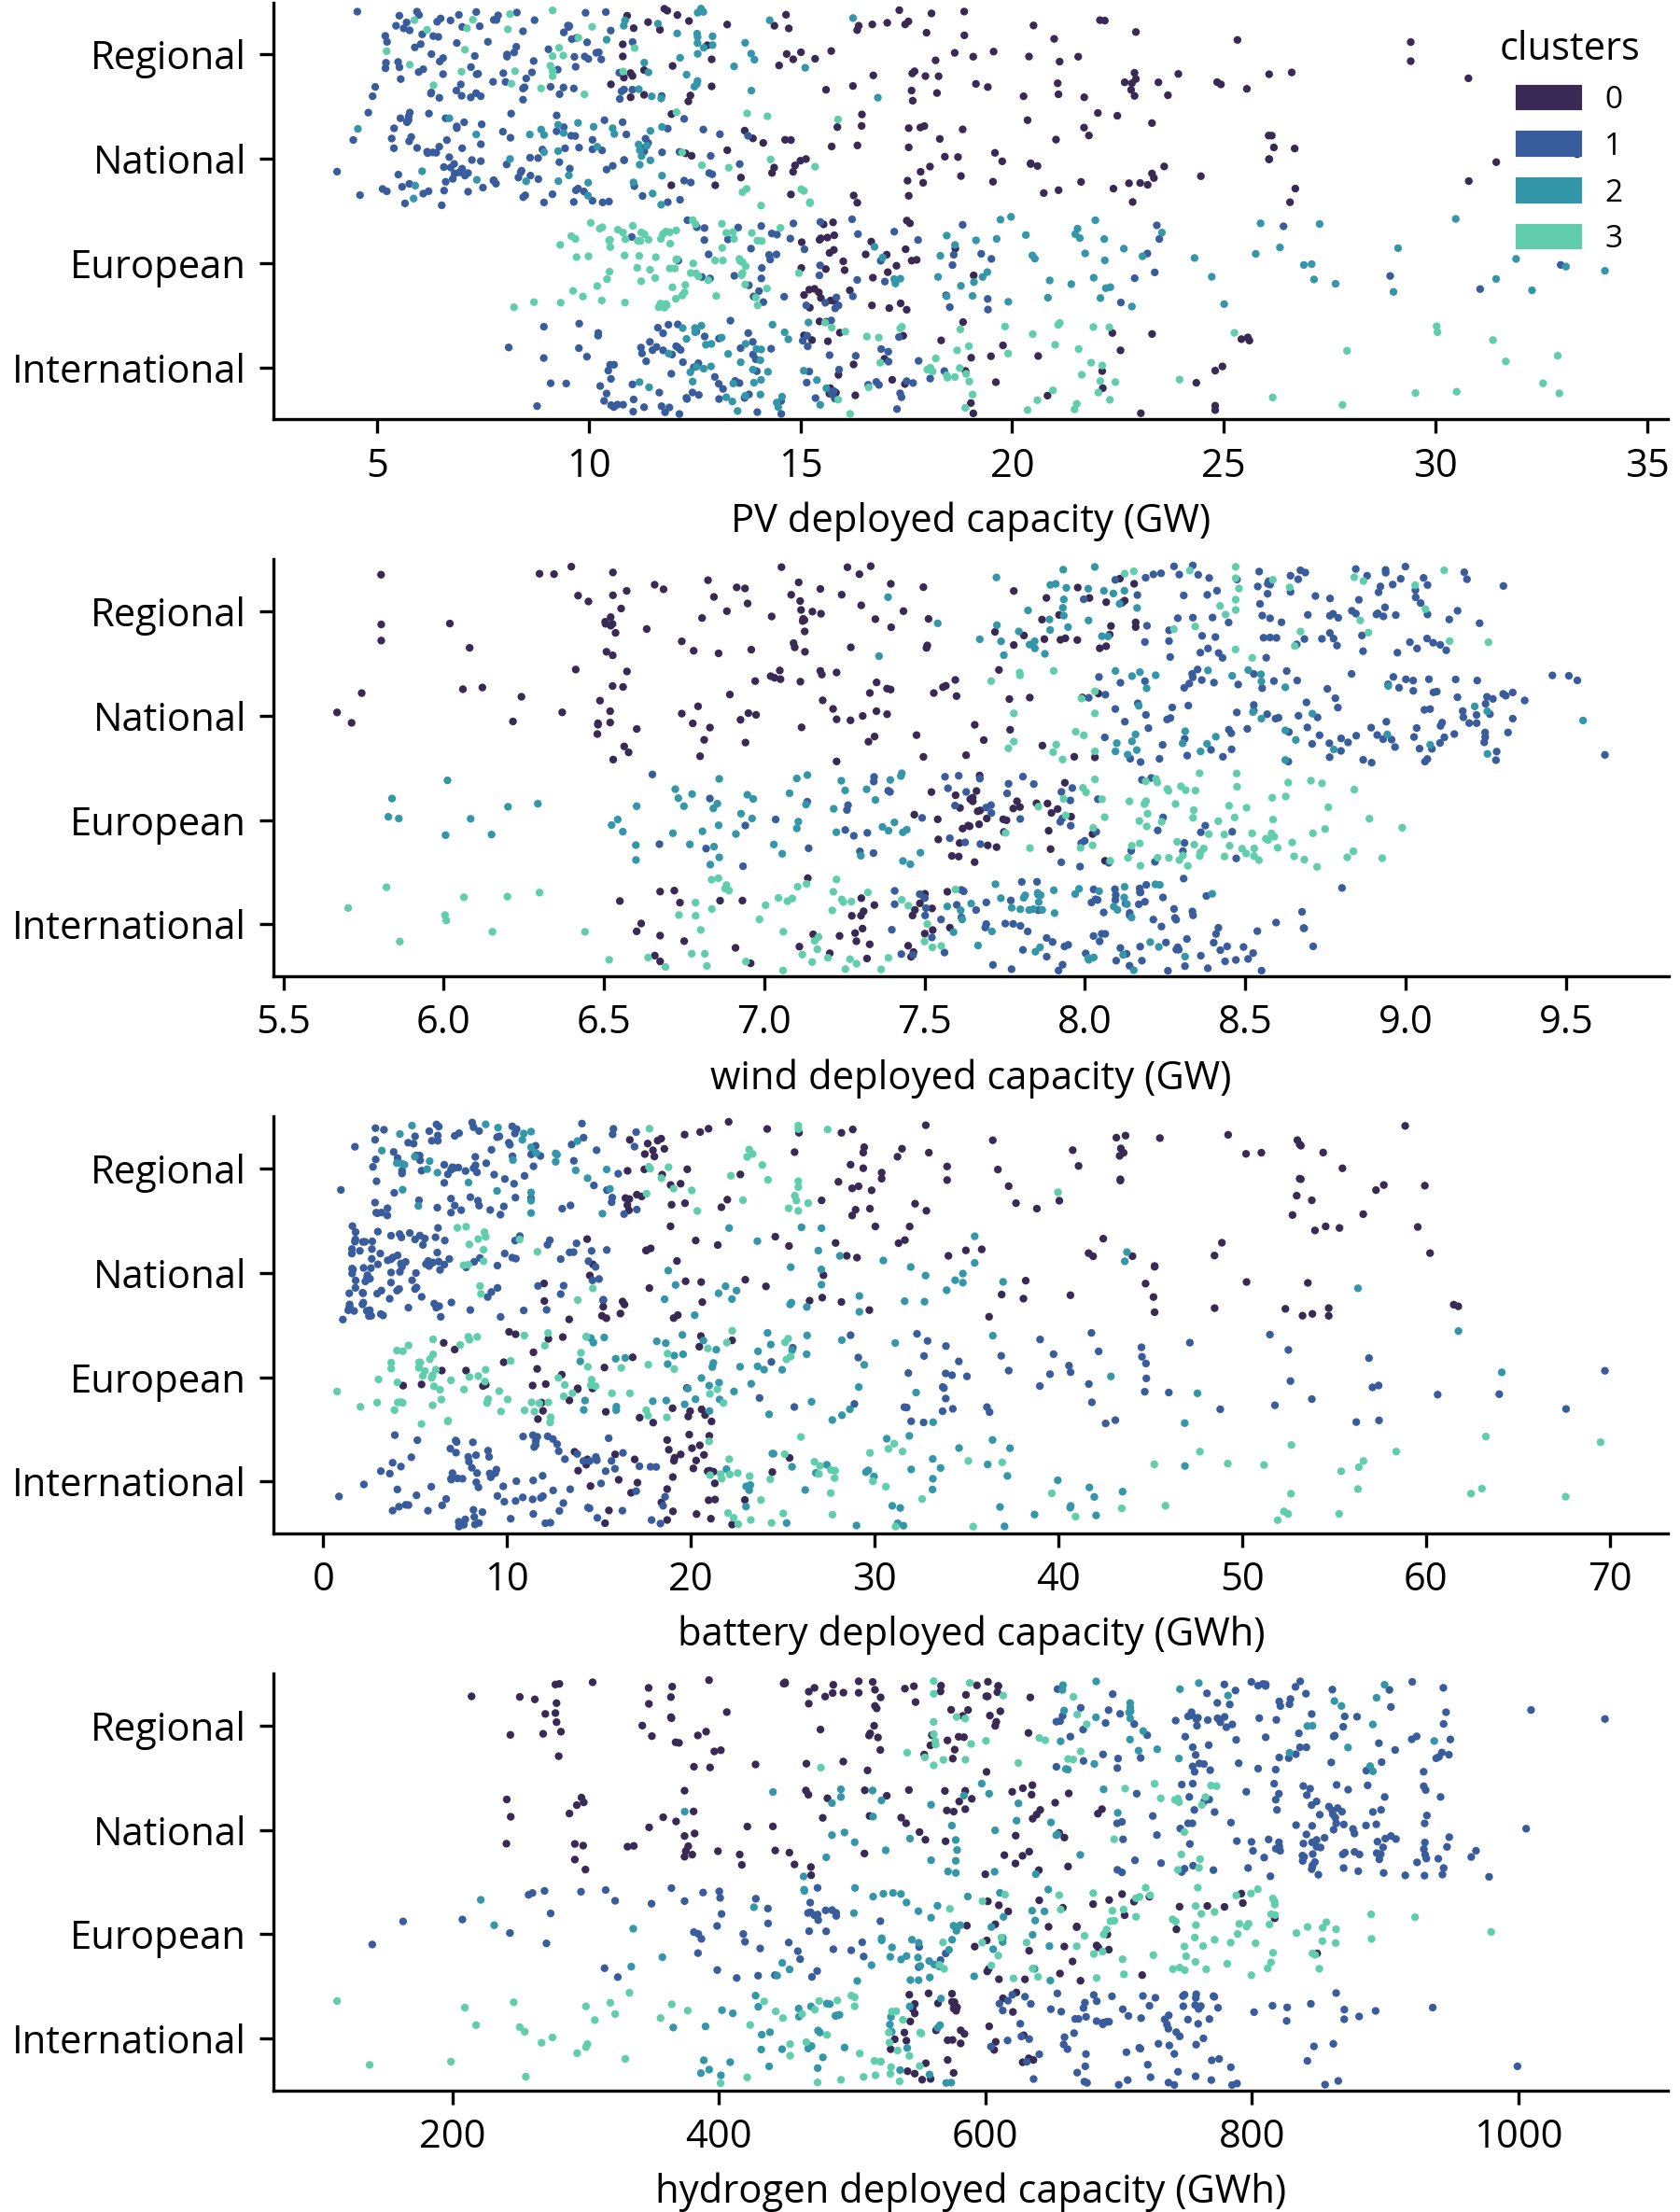 clusters
0
1
2
3
Regional
National
European
International
5 10 15 20 25 30 35
PV deployed capacity (GW)
Regional
National
European
International
5.5 6.0 6.5 7.0 7.5 8.0 8.5 9.0 9.5
wind deployed capacity (GW)
Regional
National
European
International
0 10 20 30 40 50 60 70
battery deployed capacity (GWh)
Regional
National
European
International
200 400 600 800 1000
hydrogen deployed capacity (GWh)